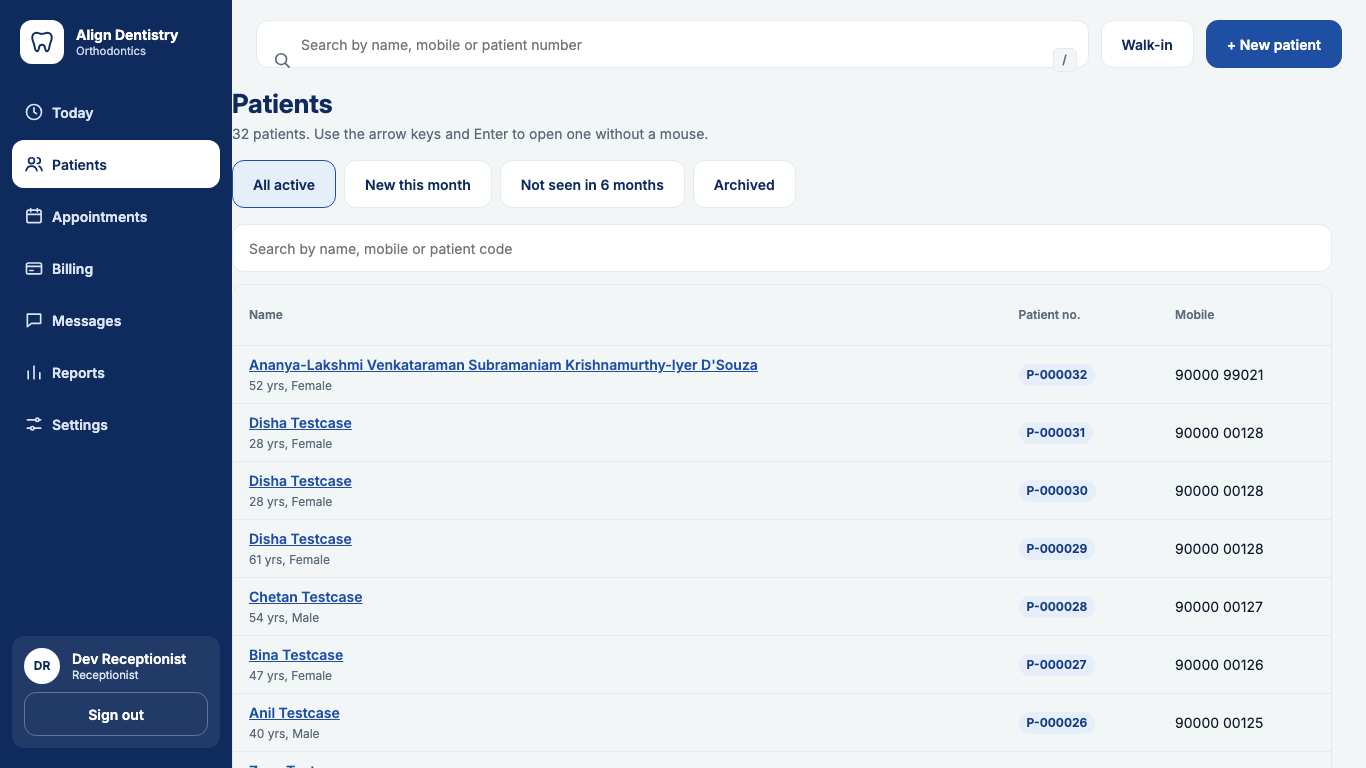 Align Dentistry
Orthodontics
Today
Patients
Appointments
Billing
Messages
Reports
Settings
DR
Dev Receptionist
Receptionist
Sign out
Search by name, mobile or patient number
/
Walk-in
+ New patient
Patients
32 patients. Use the arrow keys and Enter to open one without a mouse.
All active
New this month
Not seen in 6 months
Archived
Search by name, mobile or patient code
Name Patient no. Mobile
Ananya-Lakshmi Venkataraman Subramaniam Krishnamurthy-Iyer D'Souza
52 yrs, Female
P-000032
90000 99021
Disha Testcase
28 yrs, Female
P-000031
90000 00128
Disha Testcase
28 yrs, Female
P-000030
90000 00128
Disha Testcase
61 yrs, Female
P-000029
90000 00128
Chetan Testcase
54 yrs, Male
P-000028
90000 00127
Bina Testcase
47 yrs, Female
P-000027
90000 00126
Anil Testcase
40 yrs, Male
P-000026
90000 00125